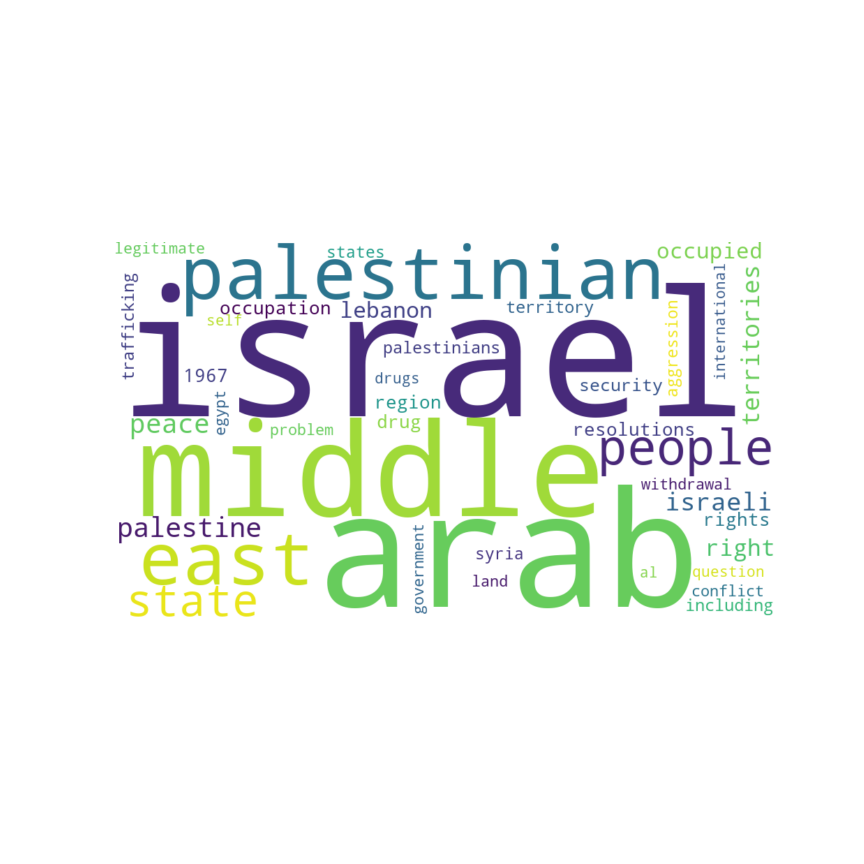 legitimate
states
occupied
palestinian
trafficking
international
territories
israel
occupation
lebanon
territory
self
aggression
palestinians
1967
drugs
security
egypt
region
peace
problem
drug
resolutions
people
middle
withdrawal
israeli
palestine
rights
arab
east
government
syria
right
land
al
question
state
conflict
including